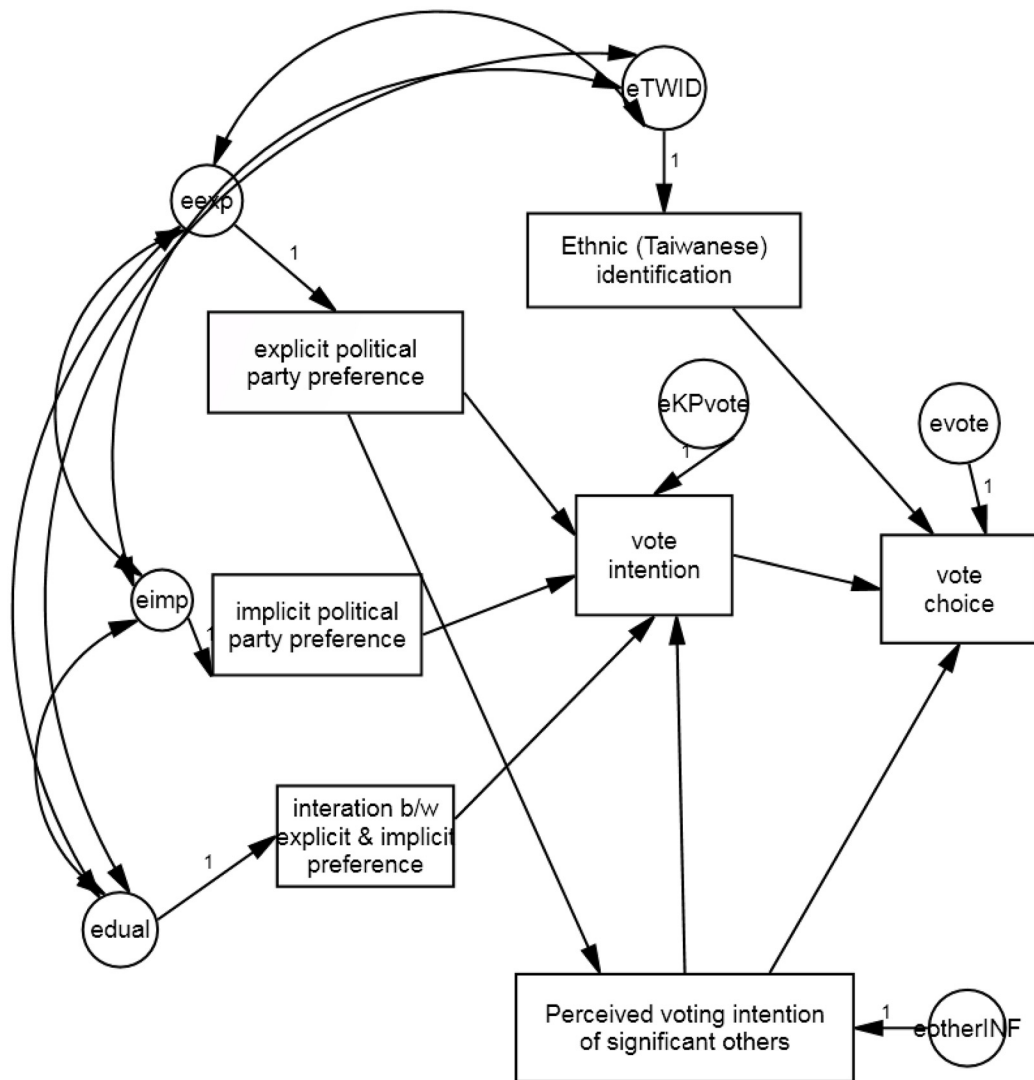 eTWID
1
eexp
1
Ethnic (Taiwanese)
identification
explicit political
party preference
eKPvote
1
evote
1
vote
intention
vote
choice
eimp
1
implicit political
party preference
interation b/w
explicit & implicit
preference
1
edual
Perceived voting intention
of significant others
1
eotherINF